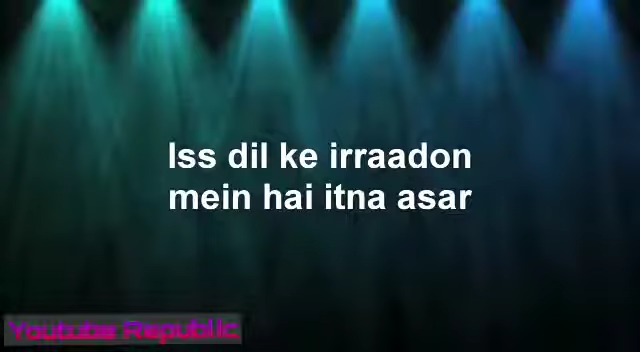 Iss dil ke irraadon
mein hai itna asar
Youtube Republic